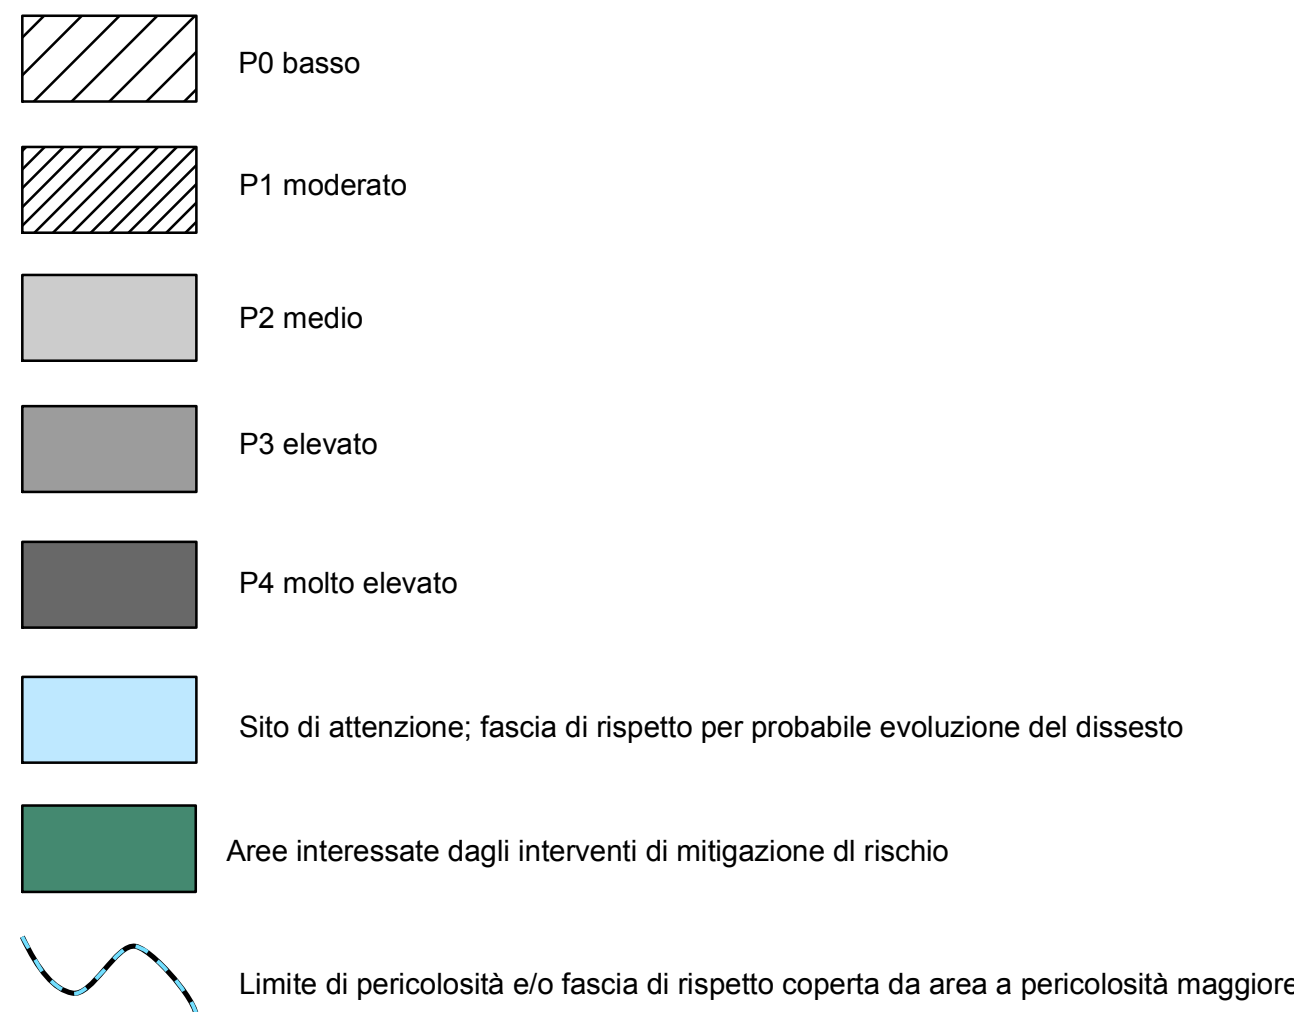 P0 basso
P1 moderato
P2 medio
P3 elevato
P4 molto elevato
Sito di attenzione; fascia di rispetto per probabile evoluzione del dissesto
Aree interessate dagli interventi di mitigazione dl rischio
Limite di pericolosità e/o fascia di rispetto coperta da area a pericolosità maggiore